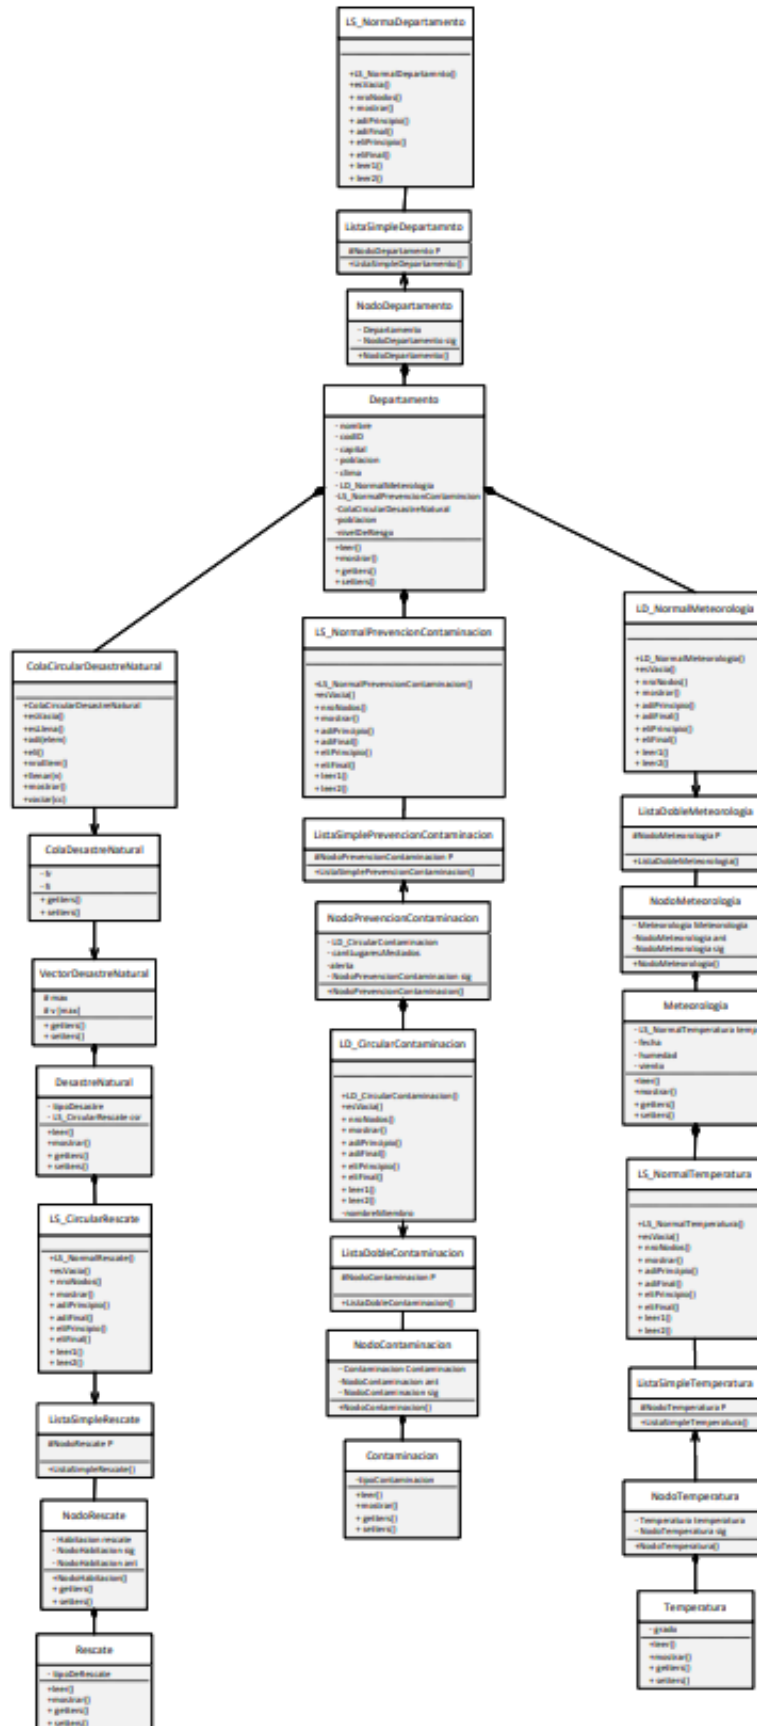 LS_NormaDepartamento
+LS_NormalDepartamnto()
+esVacia()
+ nroNodos()
+ mostrar()
+ adiPrincipio()
+ adiFinal()
+ eliPrincipio()
+ eliFinal()
+ leer1()
+ leer2()
ListaSimpleDepartamnto
#NodoDepartamento P
+ListaSimpleDepartamento()
NodoDepartamento
- Departamento
- NodoDepartamento sig
+NodoDepartamento()
Departamento
- nombre
- codID
- capital
- poblacion
- clima
- LD_NormalMeterologia
-LS_NormalPrevencionContamincion
-ColaCircularDesastreNatural
-poblacion
-nivelDeRiesgo
+leer()
+mostrar()
+ getters()
+ setters()
ColaCircularDesastreNatural
+ColaCircularDesastreNatural
+esVacia()
+esLlena()
+adi(elem)
+eli()
+nroElem()
+llenar(n)
+mostrar()
+vaciar(cc)
ColaDesastreNatural
- fr
- fi
+ getters()
+ setters()
VectorDesastreNatural
# max
# v [max]
+ getters()
+ setters()
DesastreNatural
- tipoDesastre
- LS_CircularRescate csr
+leer()
+mostrar()
+ getters()
+ setters()
LS_CircularRescate
+LS_NormalRescate()
+esVacia()
+ nroNodos()
+ mostrar()
+ adiPrincipio()
+ adiFinal()
+ eliPrincipio()
+ eliFinal()
+ leer1()
+ leer2()
ListaSimpleRescate
#NodoRescate P
+ListaSimpleRescate()
NodoRescate
- Habitacion rescate
- NodoHabitacion sig
- NodoHabitacion ant
+NodoHabitacion()
+ getters()
+ setters()
Rescate
- tipoDeRescate
+leer()
+mostrar()
+ getters()
+ setters()
LS_NormalPrevencionContaminacion
+LS_NormalPrevencionContaminacion()
+esVacia()
+ nroNodos()
+ mostrar()
+ adiPrincipio()
+ adiFinal()
+ eliPrincipio()
+ eliFinal()
+ leer1()
+ leer2()
ListaSimplePrevencionContaminacion
#NodoPrevencionContaminacion P
+ListaSimplePrevencionContaminacion()
NodoPrevencionContaminacion
- LD_CircularContaminacion
- cantLugaresAfectados
-alerta
- NodoPrevencionContaminacion sig
+NodoPrevencionContaminacion()
LD_CircularContaminacion
+LD_CircularContaminacion()
+esVacia()
+ nroNodos()
+ mostrar()
+ adiPrincipio()
+ adiFinal()
+ eliPrincipio()
+ eliFinal()
+ leer1()
+ leer2()
-nombreMiembro
ListaDobleContaminacion
#NodoContaminacion P
+ListaDobleContaminacion()
NodoContaminacion
- Contaminacion Contaminacion
-NodoContaminacion ant
- NodoContaminacion sig
+NodoContaminacion()
Contaminacion
-tipoContaminacion
+leer()
+mostrar()
+ getters()
+ setters()
LD_NormalMeteorologia
+LD_NormalMeteorologia()
+esVacia()
+ nroNodos()
+ mostrar()
+ adiPrincipio()
+ adiFinal()
+ eliPrincipio()
+ eliFinal()
+ leer1()
+ leer2()
ListaDobleMeteorologia
#NodoMeteorologia P
+ListaDobleMeteorologia()
NodoMeteorologia
- Meteorologia Meteorologia
-NodoMeteorologia ant
-NodoMeteorologia sig
+NodoMeteorologia()
Meteorologia
- LS_NormalTemperatura temp
- fecha
- humedad
- viento
+leer()
+mostrar()
+ getters()
+ setters()
LS_NormalTemperatura
+LS_NormalTemperatura()
+esVacia()
+ nroNodos()
+ mostrar()
+ adiPrincipio()
+ adiFinal()
+ eliPrincipio()
+ eliFinal()
+ leer1()
+ leer2()
ListaSimpleTemperatura
#NodoTemperatura P
+ListaSimpleTemperatura()
NodoTemperatura
- Temperatura temperatura
- NodoTemperatura sig
+NodoTemperatura()
Temperatura
- grado
+leer()
+mostrar()
+ getters()
+ setters()